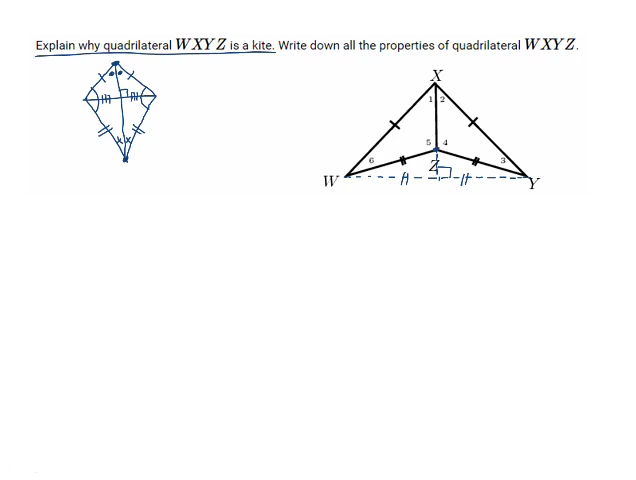 Explain why quadrilateral WXYZ is a kite. Write down all the properties of quadrilateral WXYZ.
X
1 2
5 4
6 3
Z
W Y